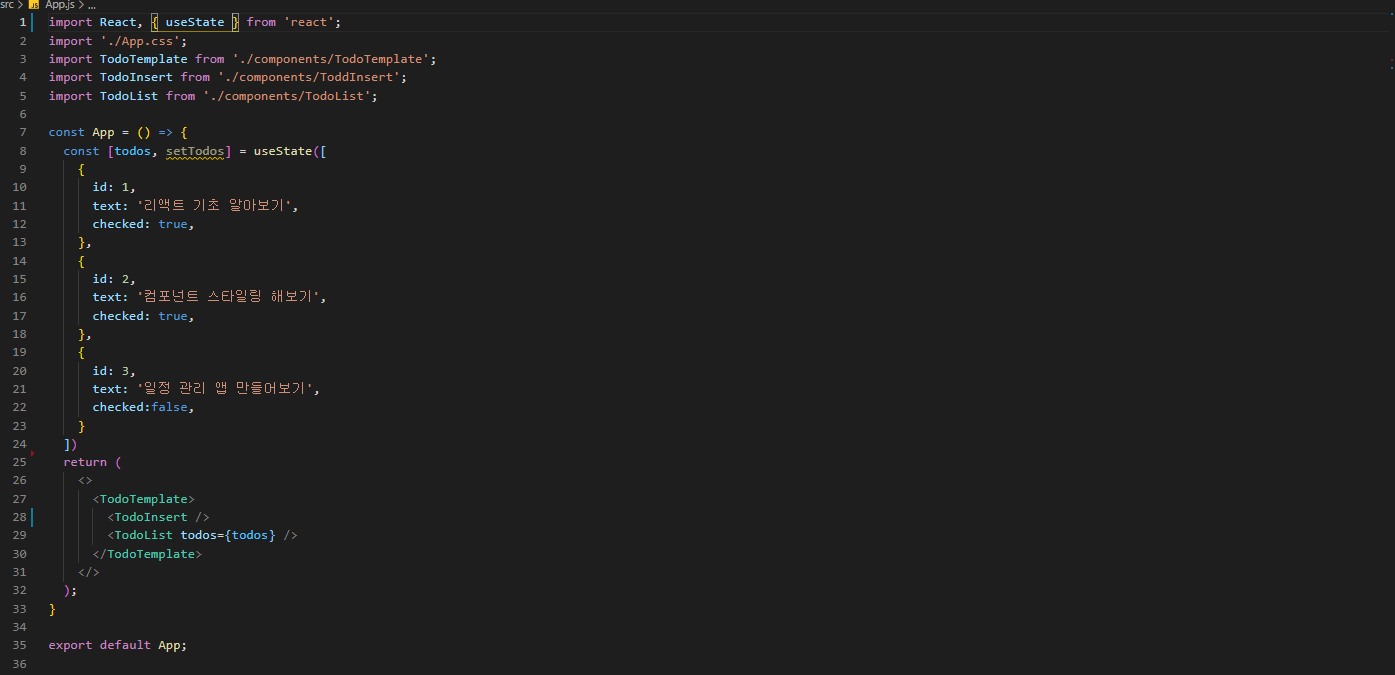 src > JS App.js > ...
1 import React, { useState } from 'react';
2 import './App.css';
3 import TodoTemplate from './components/TodoTemplate';
4 import TodoInsert from './components/ToddInsert';
5 import TodoList from './components/TodoList';
6
7 const App = () => {
8 const [todos, setTodos] = useState([
9 {
10 id: 1,
11 text: '리액트 기초 알아보기',
12 checked: true,
13 },
14 {
15 id: 2,
16 text: '컴포넌트 스타일링 해보기',
17 checked: true,
18 },
19 {
20 id: 3,
21 text: '일정 관리 앱 만들어보기',
22 checked:false,
23 }
24 ])
25 return (
26 <>
27 <TodoTemplate>
28 <TodoInsert />
29 <TodoList todos={todos} />
30 </TodoTemplate>
31 </>
32 );
33 }
34
35 export default App;
36